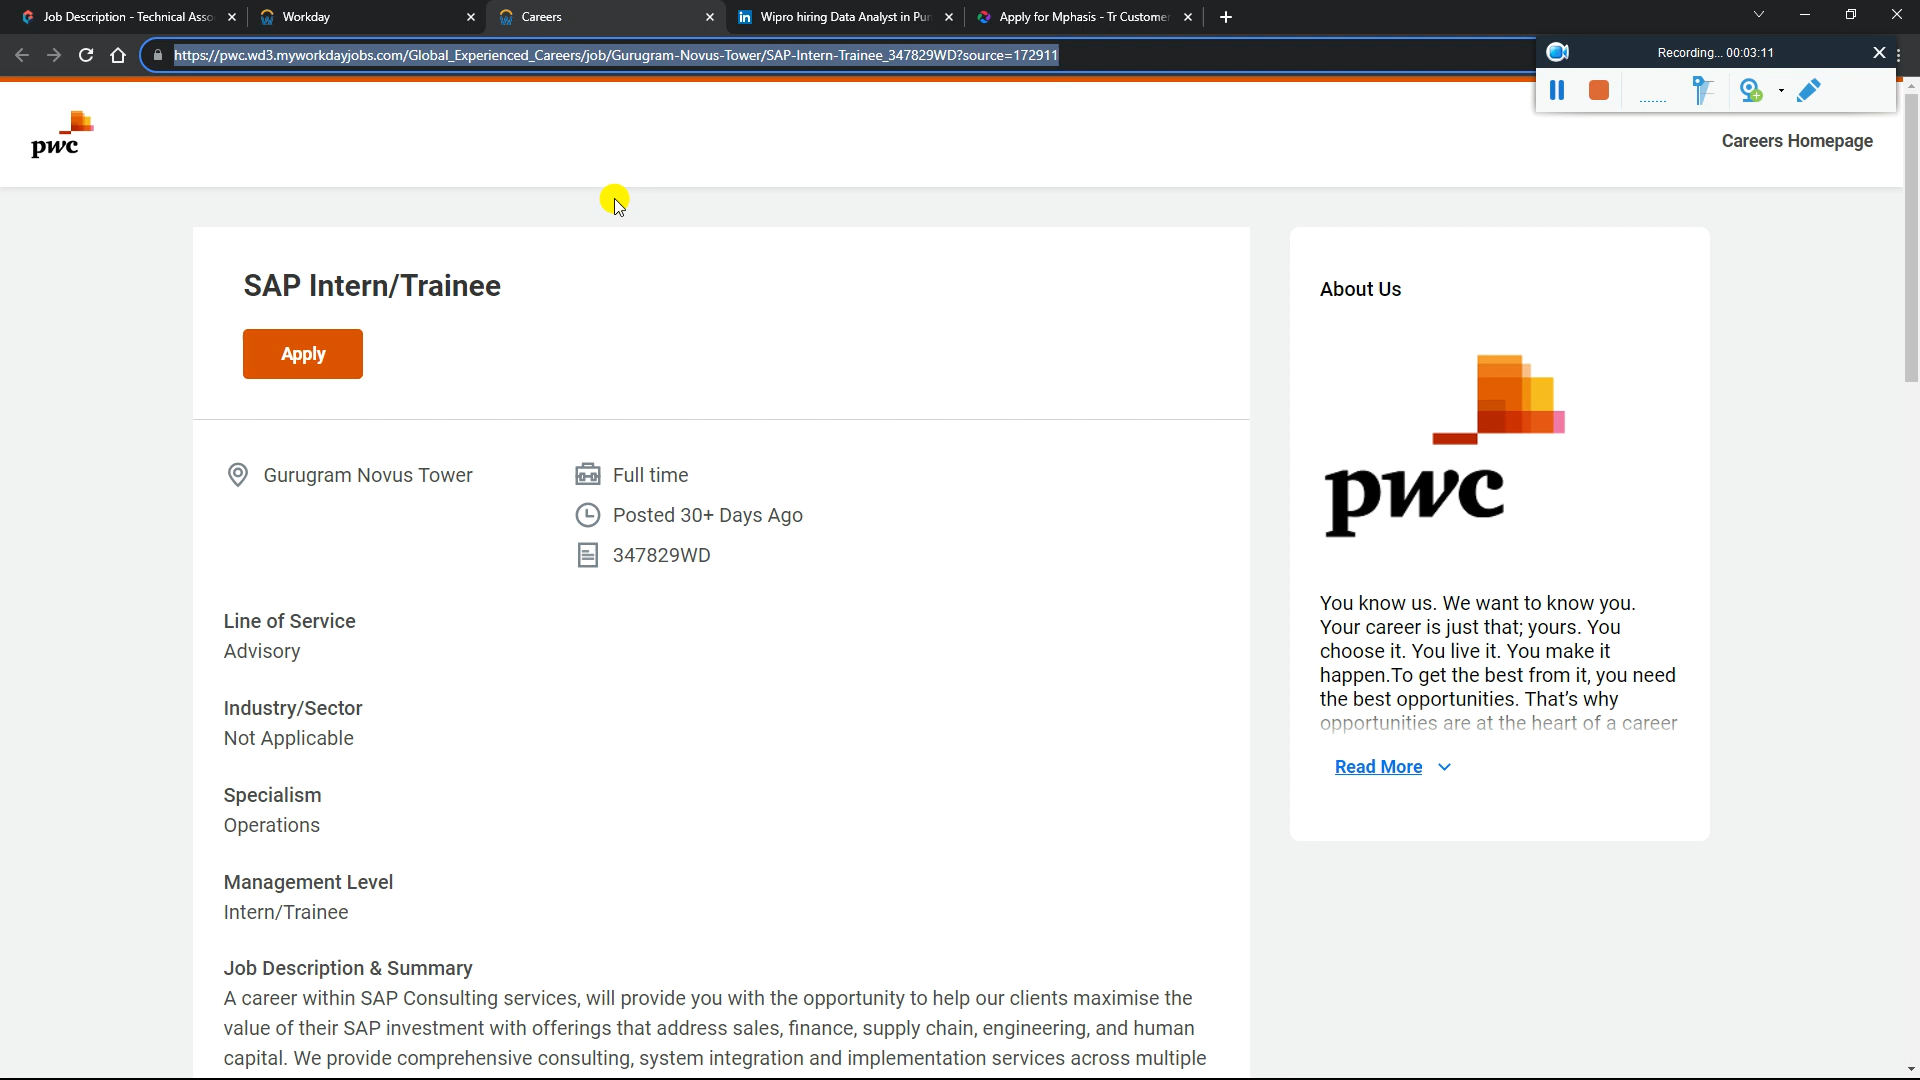 Job Description - Technical Asso
Workday
Careers
Wipro hiring Data Analyst in Pun
Apply for Mphasis - Tr Customer
https://pwc.wd3.myworkdayjobs.com/Global_Experienced_Careers/job/Gurugram-Novus-Tower/SAP-Intern-Trainee_347829WD?source=172911
Recording... 00:03:11
pwc
Careers Homepage
SAP Intern/Trainee
Apply
Gurugram Novus Tower
Full time
Posted 30+ Days Ago
347829WD
Line of Service
Advisory
Industry/Sector
Not Applicable
Specialism
Operations
Management Level
Intern/Trainee
Job Description & Summary
A career within SAP Consulting services, will provide you with the opportunity to help our clients maximise the
value of their SAP investment with offerings that address sales, finance, supply chain, engineering, and human
capital. We provide comprehensive consulting, system integration and implementation services across multiple
About Us
pwc
You know us. We want to know you.
Your career is just that; yours. You
choose it. You live it. You make it
happen.To get the best from it, you need
the best opportunities. That's why
opportunities are at the heart of a career
Read More